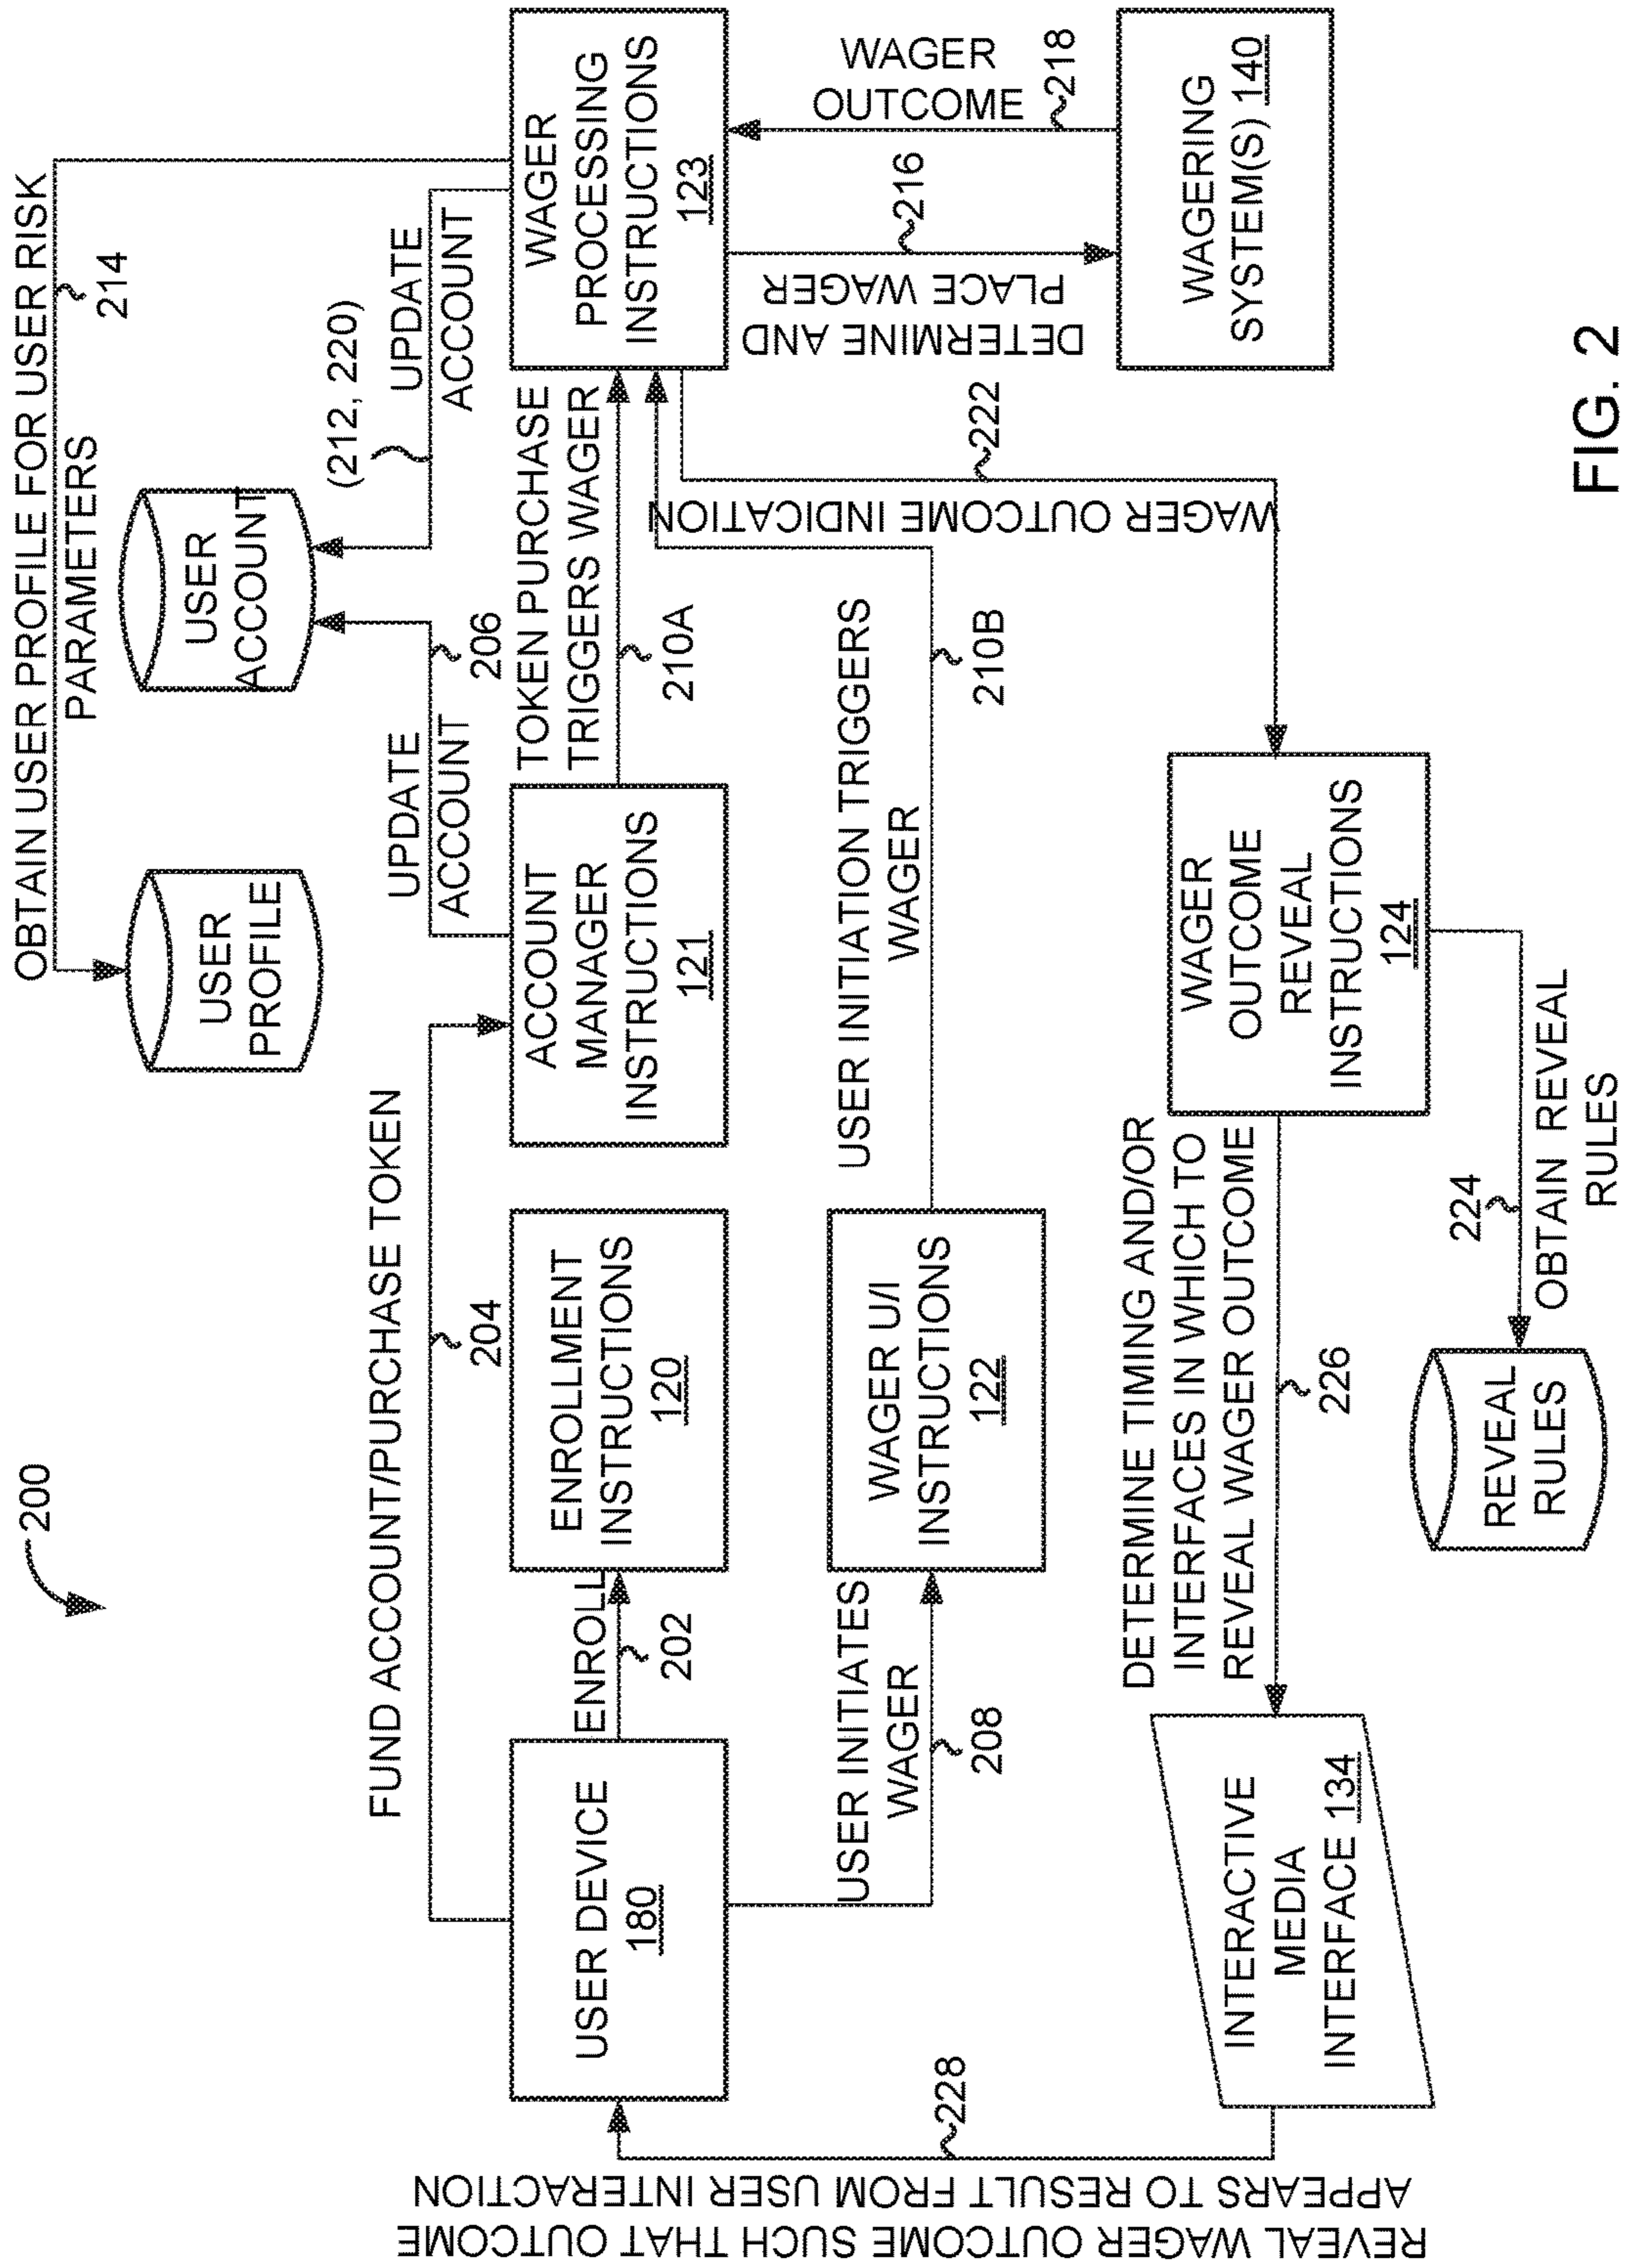 200
OBTAIN USER PROFILE FOR USER RISK
PARAMETERS
214
USER
PROFILE
USER
ACCOUNT
(212, 220)
UPDATE
ACCOUNT
UPDATE
ACCOUNT
206
FUND ACCOUNT/PURCHASE TOKEN
204
USER DEVICE
180
ENROLL
202
ENROLLMENT
INSTRUCTIONS
120
ACCOUNT
MANAGER
INSTRUCTIONS
121
TOKEN PURCHASE
TRIGGERS WAGER
210A
WAGER
PROCESSING
INSTRUCTIONS
123
USER INITIATES
WAGER
208
WAGER U/I
INSTRUCTIONS
122
USER INITIATION TRIGGERS
WAGER
210B
DETERMINE AND
PLACE WAGER
216
WAGER
OUTCOME
218
WAGERING
SYSTEM(S) 140
WAGER OUTCOME INDICATION
222
WAGER
OUTCOME
REVEAL
INSTRUCTIONS
124
224
OBTAIN REVEAL
RULES
REVEAL
RULES
DETERMINE TIMING AND/OR
INTERFACES IN WHICH TO
REVEAL WAGER OUTCOME
226
INTERACTIVE
MEDIA
INTERFACE 134
228
REVEAL WAGER OUTCOME SUCH THAT OUTCOME
APPEARS TO RESULT FROM USER INTERACTION
FIG. 2